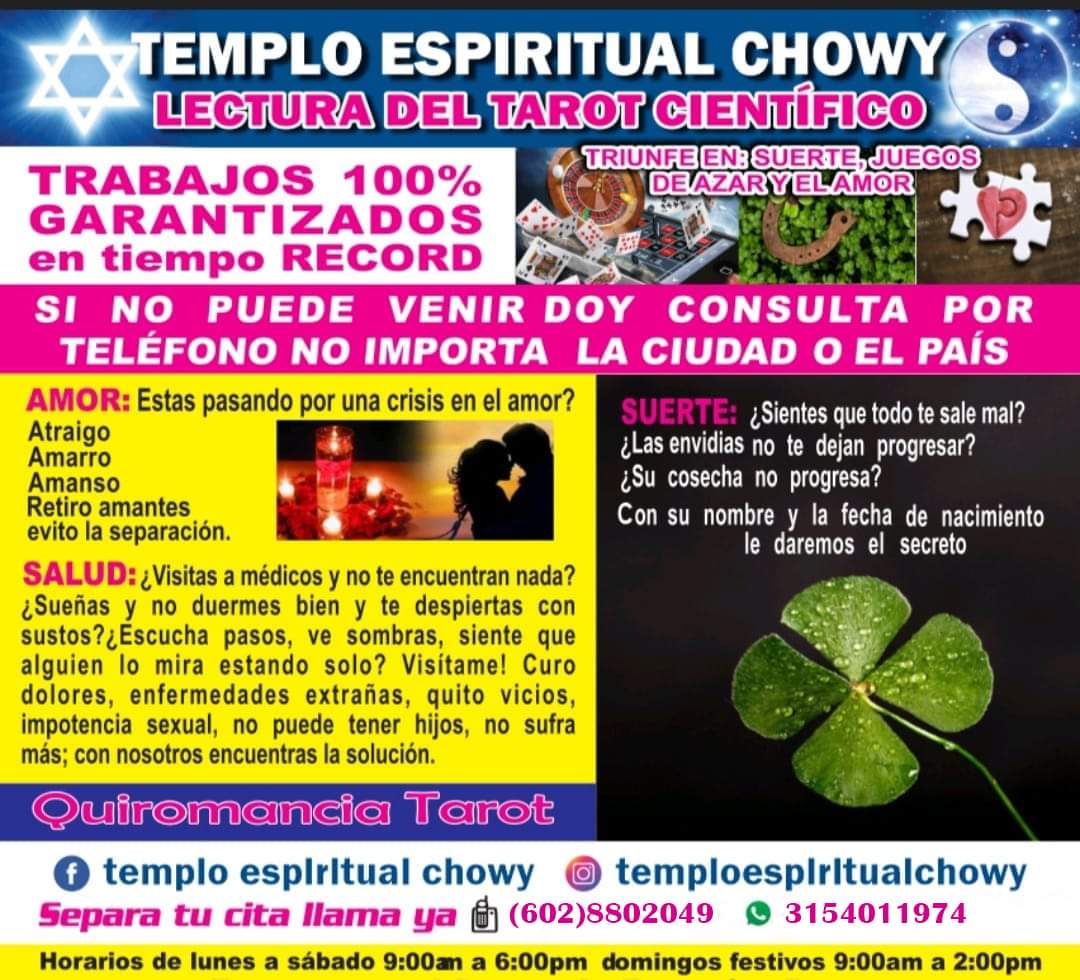 TEMPLO ESPIRITUAL CHOWY
LECTURA DEL TAROT CIENTÍFICO
TRABAJOS 100%
GARANTIZADOS
en tiempo RECORD
TRIUNFE EN: SUERTE, JUEGOS
DE AZAR Y EL AMOR
SI NO PUEDE VENIR DOY CONSULTA POR
TELÉFONO NO IMPORTA LA CIUDAD O EL PAÍS
AMOR: Estas pasando por una crisis en el amor?
Atraigo
Amarro
Amanso
Retiro amantes
evito la separación.
SALUD: ¿Visitas a médicos y no te encuentran nada?
¿Sueñas y no duermes bien y te despiertas con
sustos?¿Escucha pasos, ve sombras, siente que
alguien lo mira estando solo? Visítame! Curo
dolores, enfermedades extrañas, quito vicios,
impotencia sexual, no puede tener hijos, no sufra
más; con nosotros encuentras la solución.
Quiromancia Tarot
SUERTE: ¿Sientes que todo te sale mal?
¿Las envidias no te dejan progresar?
¿Su cosecha no progresa?
Con su nombre y la fecha de nacimiento
le daremos el secreto
templo espIrItual chowy
temploespIrItualchowy
Separa tu cita llama ya (602)8802049 3154011974
Horarios de lunes a sábado 9:00am a 6:00pm domingos festivos 9:00am a 2:00pm